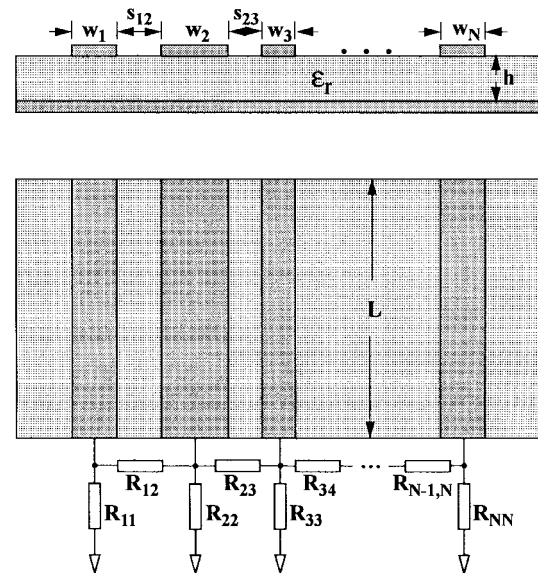 s12 s23
w1 w2 w3 • • • wN
εr h
L
R12 R23 R34 ••• RN-1,N
R11 R22 R33 RNN